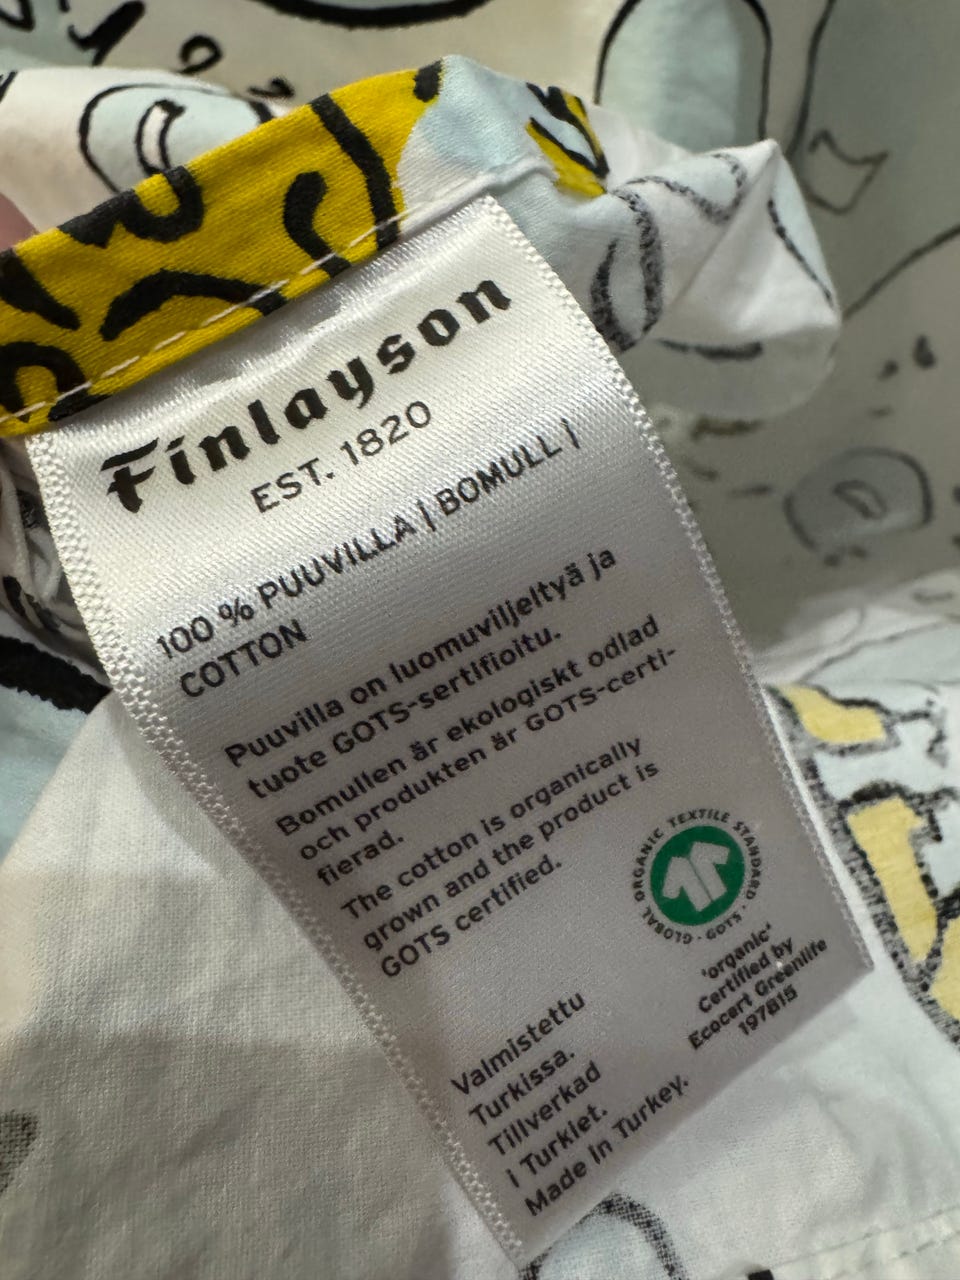 Finlayson
EST. 1820
100 % PUUVILLA | BOMULL |
COTTON
Puuvilla on luomuviljeltyä ja
tuote GOTS-sertifioitu.
Bomullen är ekologiskt odlad
och produkten är GOTS-certi-
fierad.
The cotton is organically
grown and the product is
GOTS certified.
GLOBAL ORGANIC TEXTILE STANDARD · GOTS ·
'organic'
Certified by
Ecocert Greenlife
197815
Valmistettu
Turkissa.
Tillverkad
i Turkiet.
Made In Turkey.